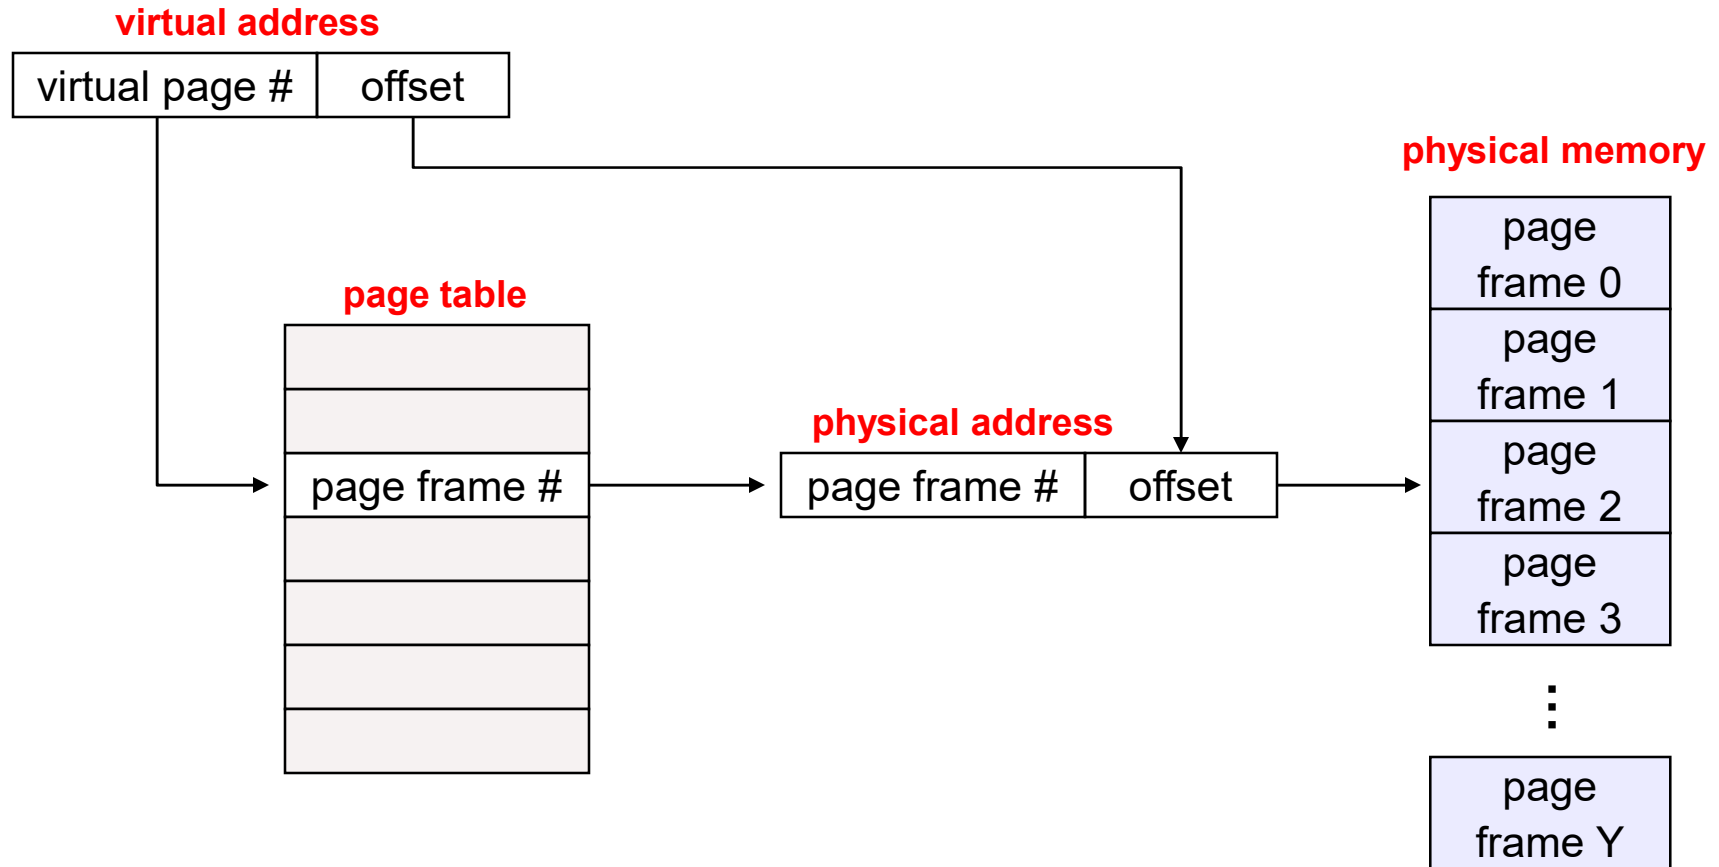 virtual address
virtual page #
offset
physical memory
page
frame 0
page table
page
frame 1
physical address
page
frame 2
page frame #
page frame #
offset
page
frame 3
⋮
page
frame Y